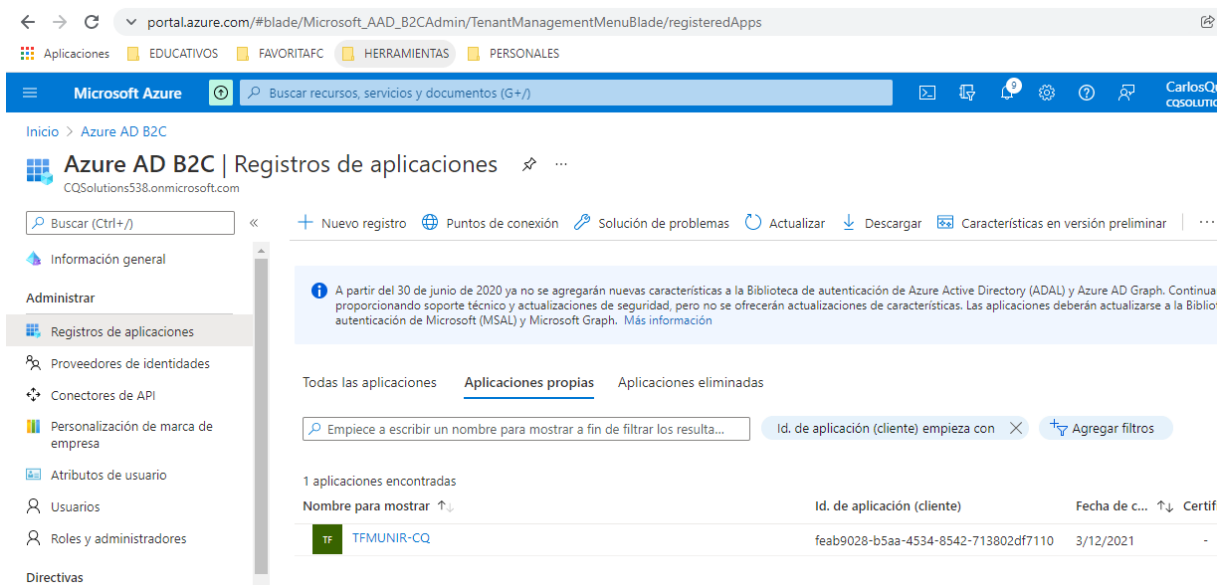 portal.azure.com/#blade/Microsoft_AAD_B2CAdmin/TenantManagementMenuBlade/registeredApps
Aplicaciones EDUCATIVOS FAVORITAFC HERRAMIENTAS PERSONALES
Microsoft Azure Buscar recursos, servicios y documentos (G+/) 9 CarlosQ
CQSOLUTIO
Inicio > Azure AD B2C
Azure AD B2C | Registros de aplicaciones ...
CQSolutions538.onmicrosoft.com
Buscar (Ctrl+/) «
Nuevo registro Puntos de conexión Solución de problemas Actualizar Descargar Características en versión preliminar ...
Información general
Administrar
Registros de aplicaciones
Proveedores de identidades
Conectores de API
Personalización de marca de
empresa
Atributos de usuario
Usuarios
Roles y administradores
Directivas
A partir del 30 de junio de 2020 ya no se agregarán nuevas características a la Biblioteca de autenticación de Azure Active Directory (ADAL) y Azure AD Graph. Continua
proporcionando soporte técnico y actualizaciones de seguridad, pero no se ofrecerán actualizaciones de características. Las aplicaciones deberán actualizarse a la Biblio
autenticación de Microsoft (MSAL) y Microsoft Graph. Más información
Todas las aplicaciones Aplicaciones propias Aplicaciones eliminadas
Empiece a escribir un nombre para mostrar a fin de filtrar los resulta... Id. de aplicación (cliente) empieza con Agregar filtros
1 aplicaciones encontradas
Nombre para mostrar ↑↓ Id. de aplicación (cliente) Fecha de c... ↑↓ Certif
TF TFMUNIR-CQ feab9028-b5aa-4534-8542-713802df7110 3/12/2021 -